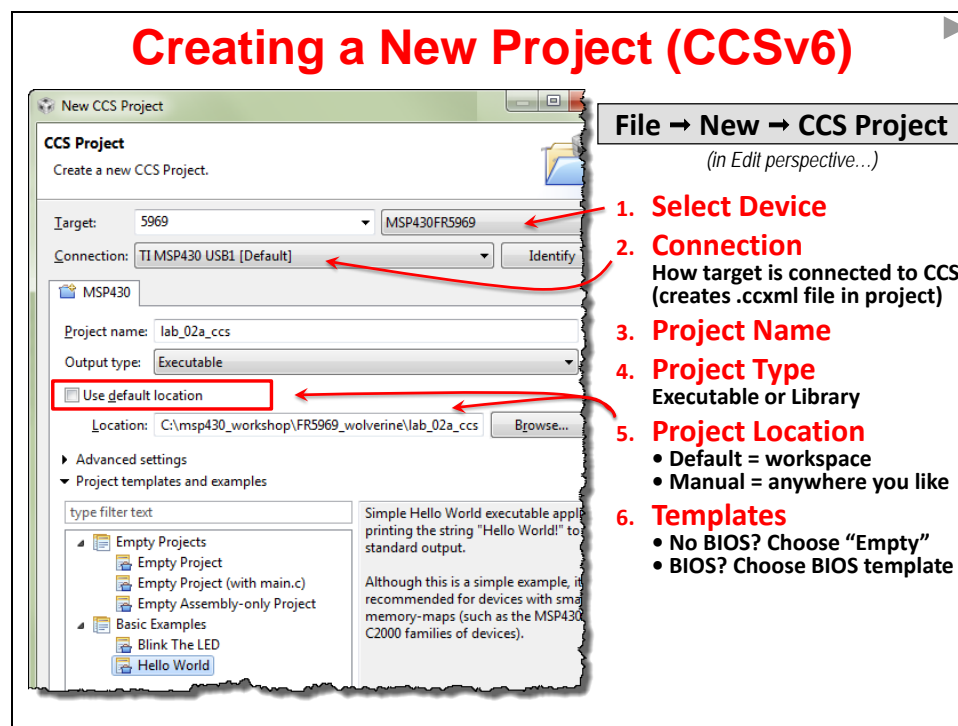 Creating a New Project (CCSv6)
New CCS Project
CCS Project
Create a new CCS Project.
Target: 5969 MSP430FR5969
Connection: TI MSP430 USB1 [Default] Identify
MSP430
Project name: lab_02a_ccs
Output type: Executable
Use default location
Location: C:\msp430_workshop\FR5969_wolverine\lab_02a_ccs Browse...
Advanced settings
Project templates and examples
type filter text
Empty Projects
Empty Project
Empty Project (with main.c)
Empty Assembly-only Project
Basic Examples
Blink The LED
Hello World
Simple Hello World executable appl
printing the string "Hello World!" to
standard output.
Although this is a simple example, it
recommended for devices with sma
memory-maps (such as the MSP430
C2000 families of devices).
File → New → CCS Project
(in Edit perspective…)
1. Select Device
2. Connection
How target is connected to CCS
(creates .ccxml file in project)
3. Project Name
4. Project Type
Executable or Library
5. Project Location
• Default = workspace
• Manual = anywhere you like
6. Templates
• No BIOS? Choose “Empty”
• BIOS? Choose BIOS template